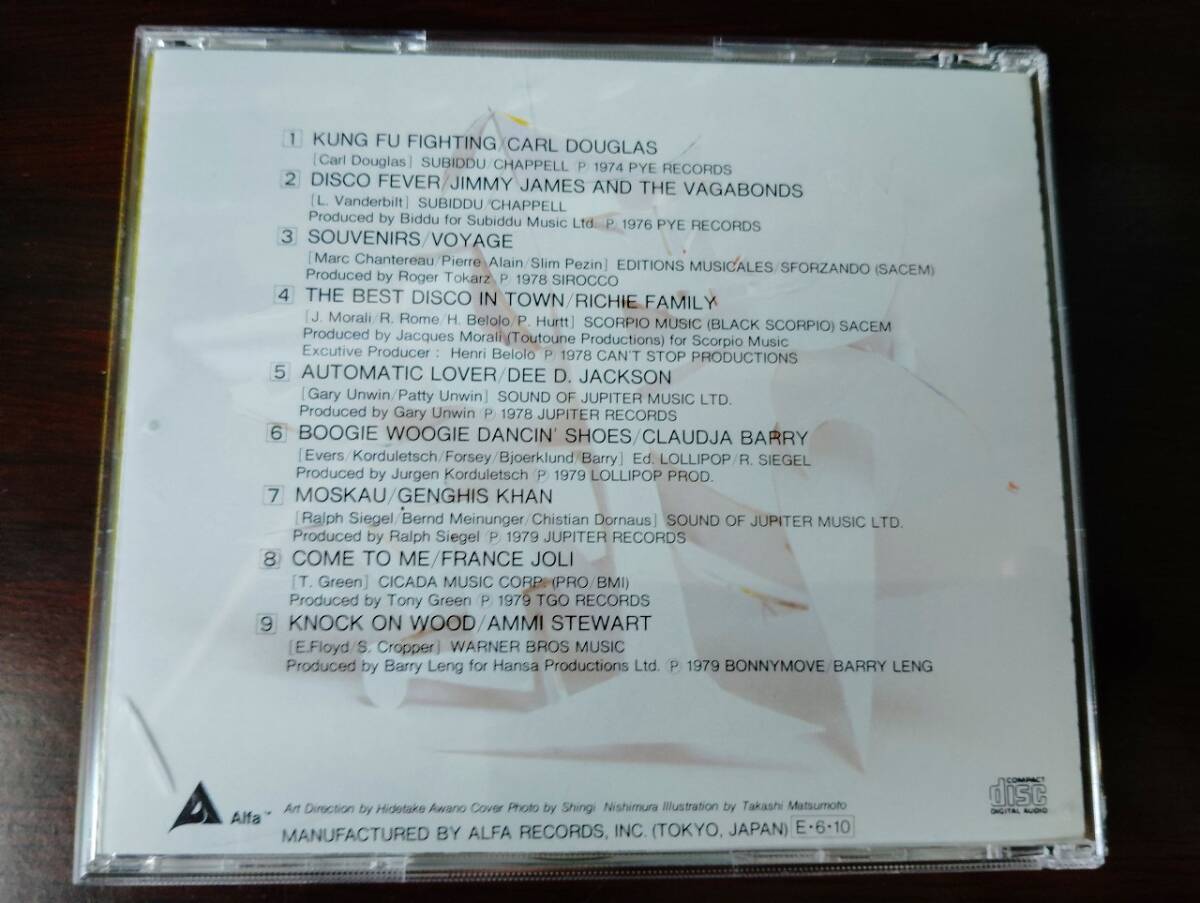 1 KUNG FU FIGHTING/CARL DOUGLAS
[Carl Douglas] SUBIDDU/CHAPPELL Ⓟ 1974 PYE RECORDS
2 DISCO FEVER/JIMMY JAMES AND THE VAGABONDS
[L. Vanderbilt] SUBIDDU/CHAPPELL
Produced by Biddu for Subiddu Music Ltd. Ⓟ 1976 PYE RECORDS
3 SOUVENIRS/VOYAGE
[Marc Chantereau/Pierre Alain/Slim Pezin] EDITIONS MUSICALES/SFORZANDO (SACEM)
Produced by Roger Tokarz Ⓟ 1978 SIROCCO
4 THE BEST DISCO IN TOWN/RICHIE FAMILY
[J. Morali/R. Rome/H. Belolo/P. Hurtt] SCORPIO MUSIC (BLACK SCORPIO) SACEM
Produced by Jacques Morali (Toutoune Productions) for Scorpio Music
Excutive Producer : Henri Belolo Ⓟ 1978 CAN'T STOP PRODUCTIONS
5 AUTOMATIC LOVER/DEE D. JACKSON
[Gary Unwin/Patty Unwin] SOUND OF JUPITER MUSIC LTD.
Produced by Gary Unwin Ⓟ 1978 JUPITER RECORDS
6 BOOGIE WOOGIE DANCIN' SHOES/CLAUDJA BARRY
[Evers/Korduletsch/Forsey/Bjoerklund/Barry] Ed. LOLLIPOP/R. SIEGEL
Produced by Jurgen Korduletsch Ⓟ 1979 LOLLIPOP PROD.
7 MOSKAU/GENGHIS KHAN
[Ralph Siegel/Bernd Meinunger/Chistian Dornaus] SOUND OF JUPITER MUSIC LTD.
Produced by Ralph Siegel Ⓟ 1979 JUPITER RECORDS
8 COME TO ME/FRANCE JOLI
[T. Green] CICADA MUSIC CORP. (PRO/BMI)
Produced by Tony Green Ⓟ 1979 TGO RECORDS
9 KNOCK ON WOOD/AMMI STEWART
[E.Floyd/S. Cropper] WARNER BROS MUSIC
Produced by Barry Leng for Hansa Productions Ltd. Ⓟ 1979 BONNYMOVE/BARRY LENG
Alfa™
Art Direction by Hidetake Awano Cover Photo by Shingi Nishimura Illustration by Takashi Matsumoto
MANUFACTURED BY ALFA RECORDS, INC. (TOKYO, JAPAN) E・6・10
COMPACT
disc
DIGITAL AUDIO